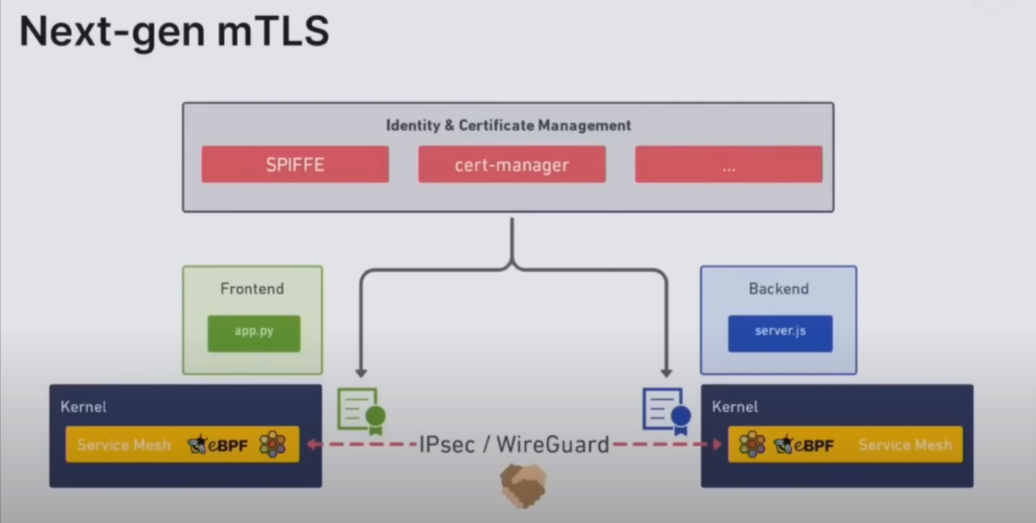 Next-gen mTLS
Identity & Certificate Management
SPIFFE
cert-manager
...
Frontend
app.py
Backend
server.js
Kernel
Service Mesh eBPF
IPsec / WireGuard
Kernel
eBPF Service Mesh